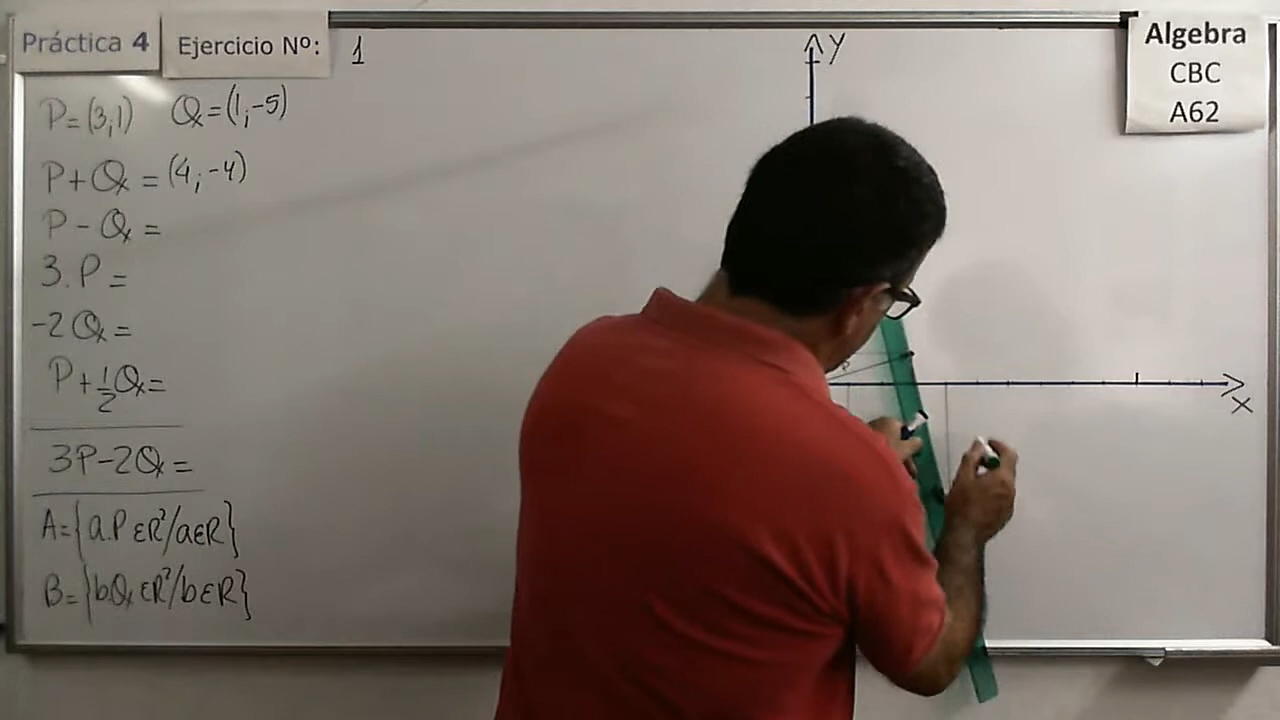 Práctica 4 Ejercicio Nº: 1
Algebra
CBC
A62
P=(3;1) Q=(1;-5)
P+Q=(4;-4)
P-Q=
3.P=
-2Q=
P+1/2Q=
3P-2Q=
A={a.P∈R²/a∈R}
B={bQ∈R²/b∈R}
Y
X